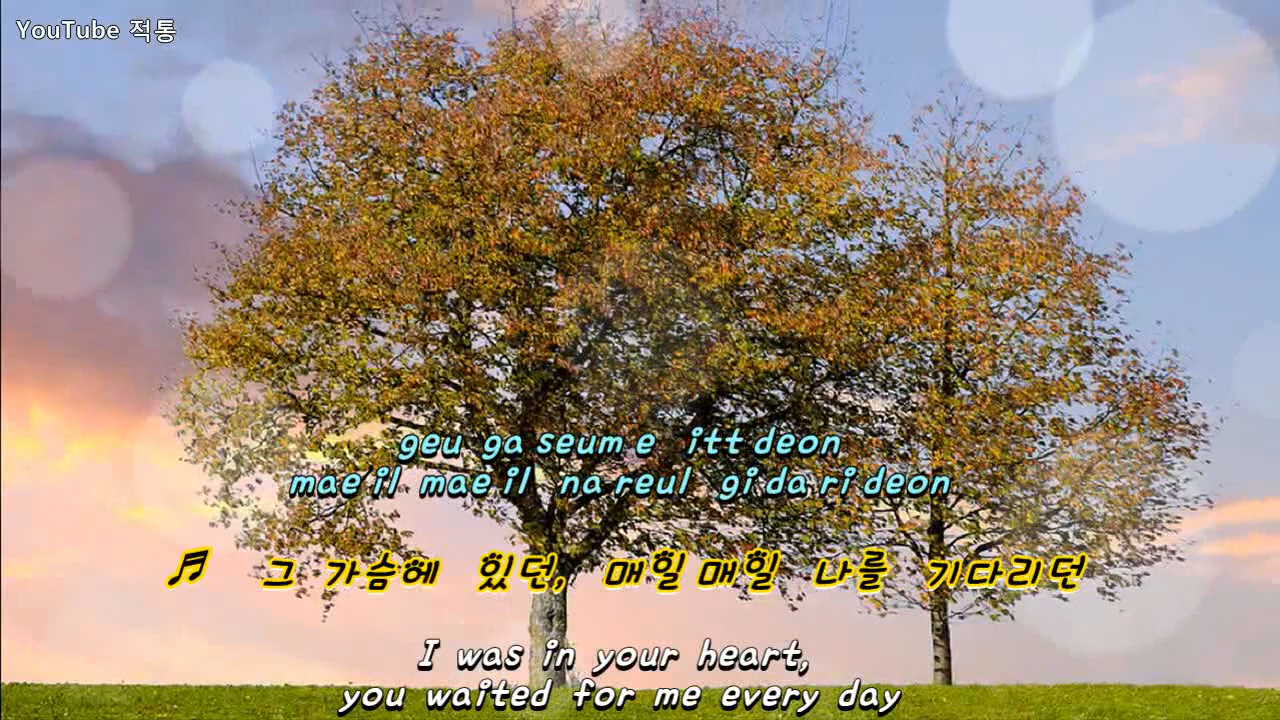 YouTube 적통
geu ga seum e itt deon
mae il mae il na reul gi da ri deon
♬ 그 가슴에 있던, 매일매일 나를 기다리던
I was in your heart,
you waited for me every day